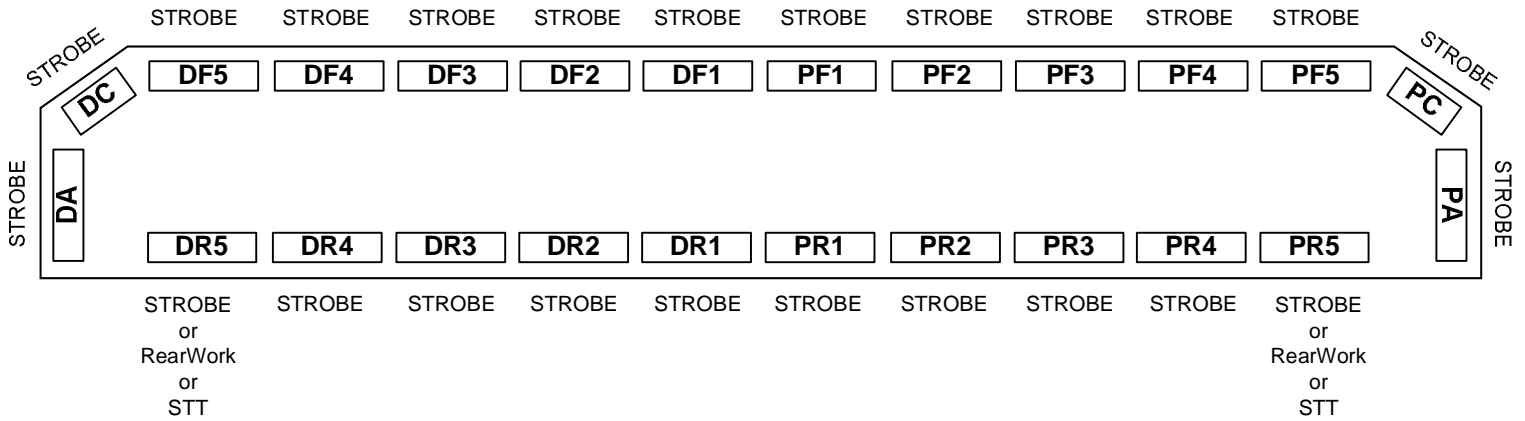 STROBE STROBE STROBE STROBE STROBE STROBE STROBE STROBE STROBE STROBE
STROBE STROBE
DF5 DF4 DF3 DF2 DF1 PF1 PF2 PF3 PF4 PF5
DC PC
STROBE DA PA STROBE
DR5 DR4 DR3 DR2 DR1 PR1 PR2 PR3 PR4 PR5
STROBE STROBE STROBE STROBE STROBE STROBE STROBE STROBE STROBE STROBE
or or
RearWork RearWork
or or
STT STT